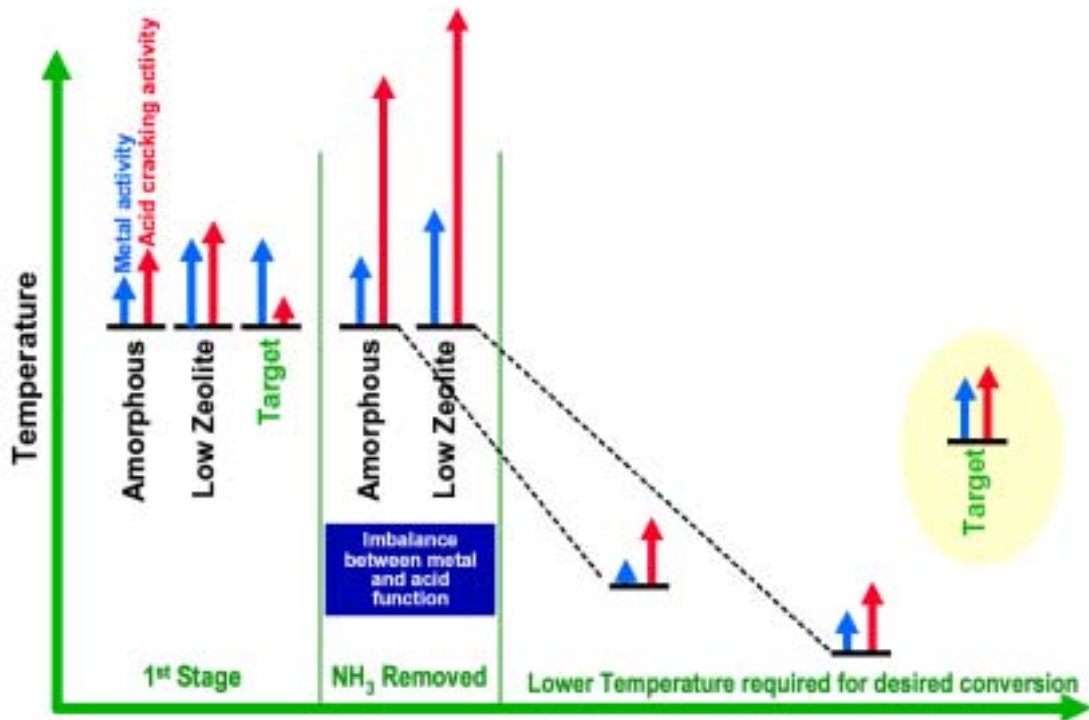 Temperature
Metal activity
Acid cracking activity
Amorphous
Low Zeolite
Target
Amorphous
Low Zeolite
Imbalance
between metal
and acid
function
Target
1st Stage
NH3 Removed
Lower Temperature required for desired conversion